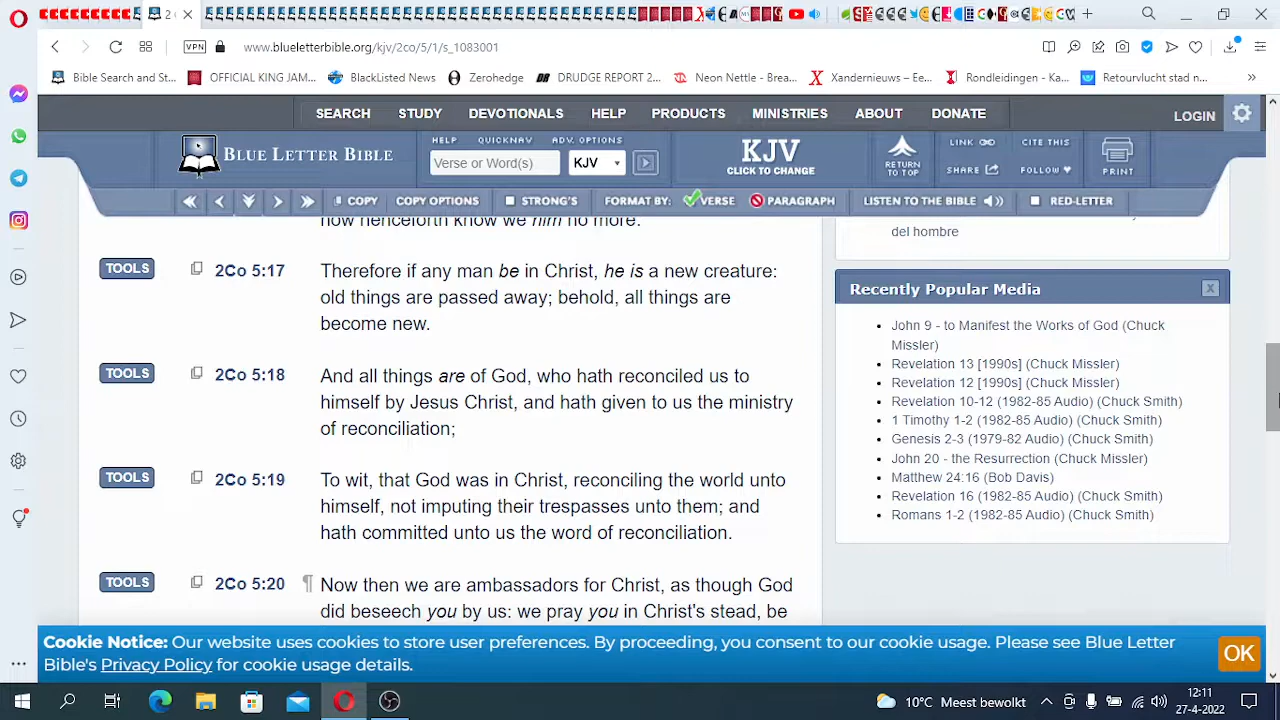 2
www.blueletterbible.org/kjv/2co/5/1/s_1083001
VPN
Bible Search and St...
OFFICIAL KING JAM...
BlackListed News
Zerohedge
DRUDGE REPORT 2...
Neon Nettle - Brea...
Xandernieuws – Ee...
Rondleidingen - Ka...
Retourvlucht stad n...
SEARCH STUDY DEVOTIONALS HELP PRODUCTS MINISTRIES ABOUT DONATE
LOGIN
BLUE LETTER BIBLE
HELP QUICKNAV ADV. OPTIONS
Verse or Word(s)
KJV
KJV
CLICK TO CHANGE
RETURN
TO TOP
LINK CITE THIS
SHARE FOLLOW
PRINT
COPY COPY OPTIONS STRONG'S FORMAT BY: VERSE PARAGRAPH LISTEN TO THE BIBLE RED-LETTER
now henceforth know we him no more.
TOOLS 2Co 5:17 Therefore if any man be in Christ, he is a new creature:
old things are passed away; behold, all things are
become new.
TOOLS 2Co 5:18 And all things are of God, who hath reconciled us to
himself by Jesus Christ, and hath given to us the ministry
of reconciliation;
TOOLS 2Co 5:19 To wit, that God was in Christ, reconciling the world unto
himself, not imputing their trespasses unto them; and
hath committed unto us the word of reconciliation.
TOOLS 2Co 5:20 ¶ Now then we are ambassadors for Christ, as though God
did beseech you by us: we pray you in Christ's stead, be
del hombre
Recently Popular Media
John 9 - to Manifest the Works of God (Chuck
Missler)
Revelation 13 [1990s] (Chuck Missler)
Revelation 12 [1990s] (Chuck Missler)
Revelation 10-12 (1982-85 Audio) (Chuck Smith)
1 Timothy 1-2 (1982-85 Audio) (Chuck Smith)
Genesis 2-3 (1979-82 Audio) (Chuck Smith)
John 20 - the Resurrection (Chuck Missler)
Matthew 24:16 (Bob Davis)
Revelation 16 (1982-85 Audio) (Chuck Smith)
Romans 1-2 (1982-85 Audio) (Chuck Smith)
Cookie Notice: Our website uses cookies to store user preferences. By proceeding, you consent to our cookie usage. Please see Blue Letter
Bible's Privacy Policy for cookie usage details.
OK
10°C Meest bewolkt
12:11
27-4-2022